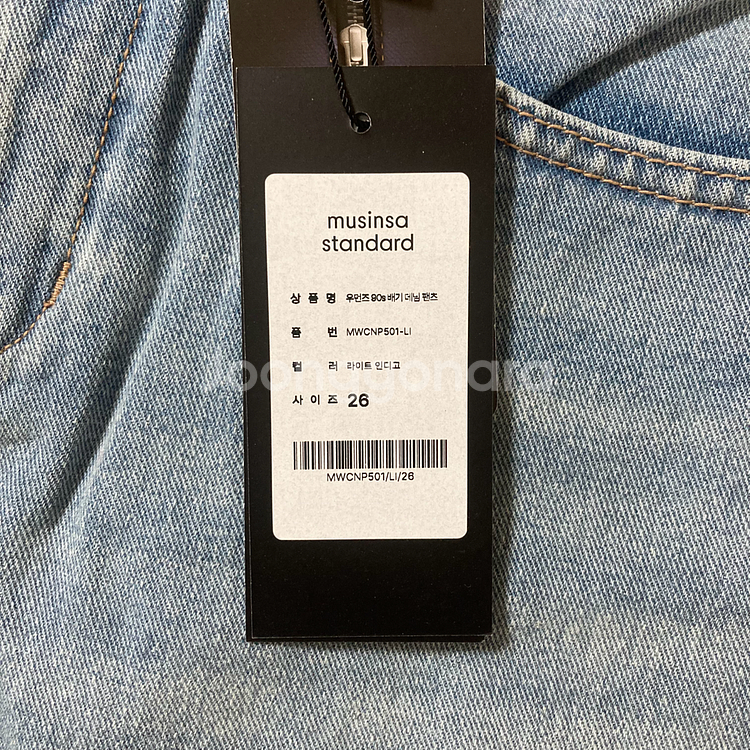 musinsa
standard
상 품 명 우먼즈 90s 배기 데님 팬츠
품 번 MWCNP501-LI
컬 러 라이트 인디고
사 이 즈 26
MWCNP501/LI/26
Joonggonara